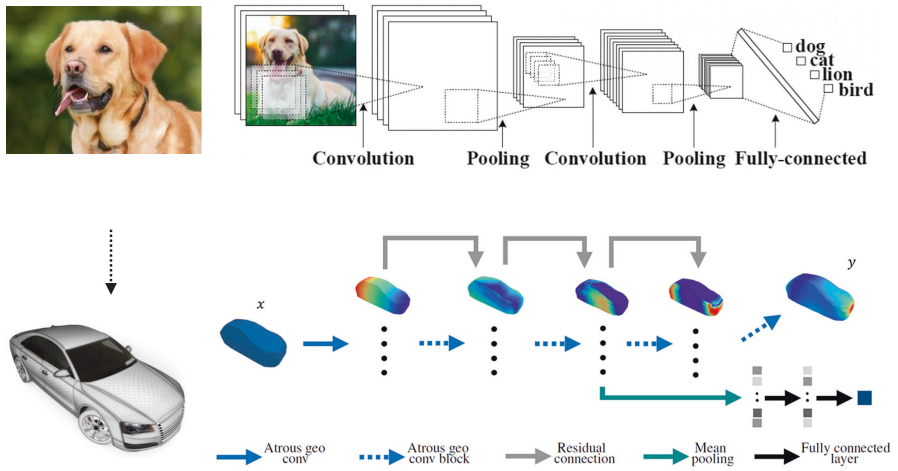 dog
cat
lion
bird
Convolution
Pooling
Convolution
Pooling
Fully-connected
x
y
Atrous geo
conv
Atrous geo
conv block
Residual
connection
Mean
pooling
Fully connected
layer